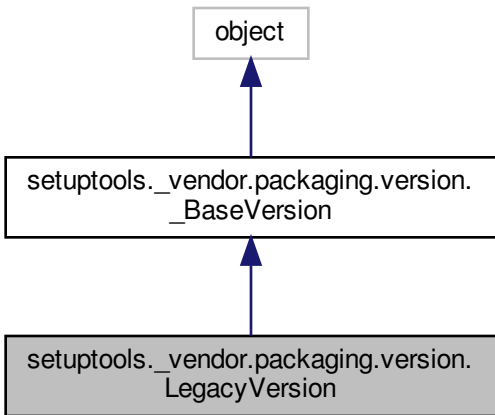 object
setuptools._vendor.packaging.version.
_BaseVersion
setuptools._vendor.packaging.version.
LegacyVersion